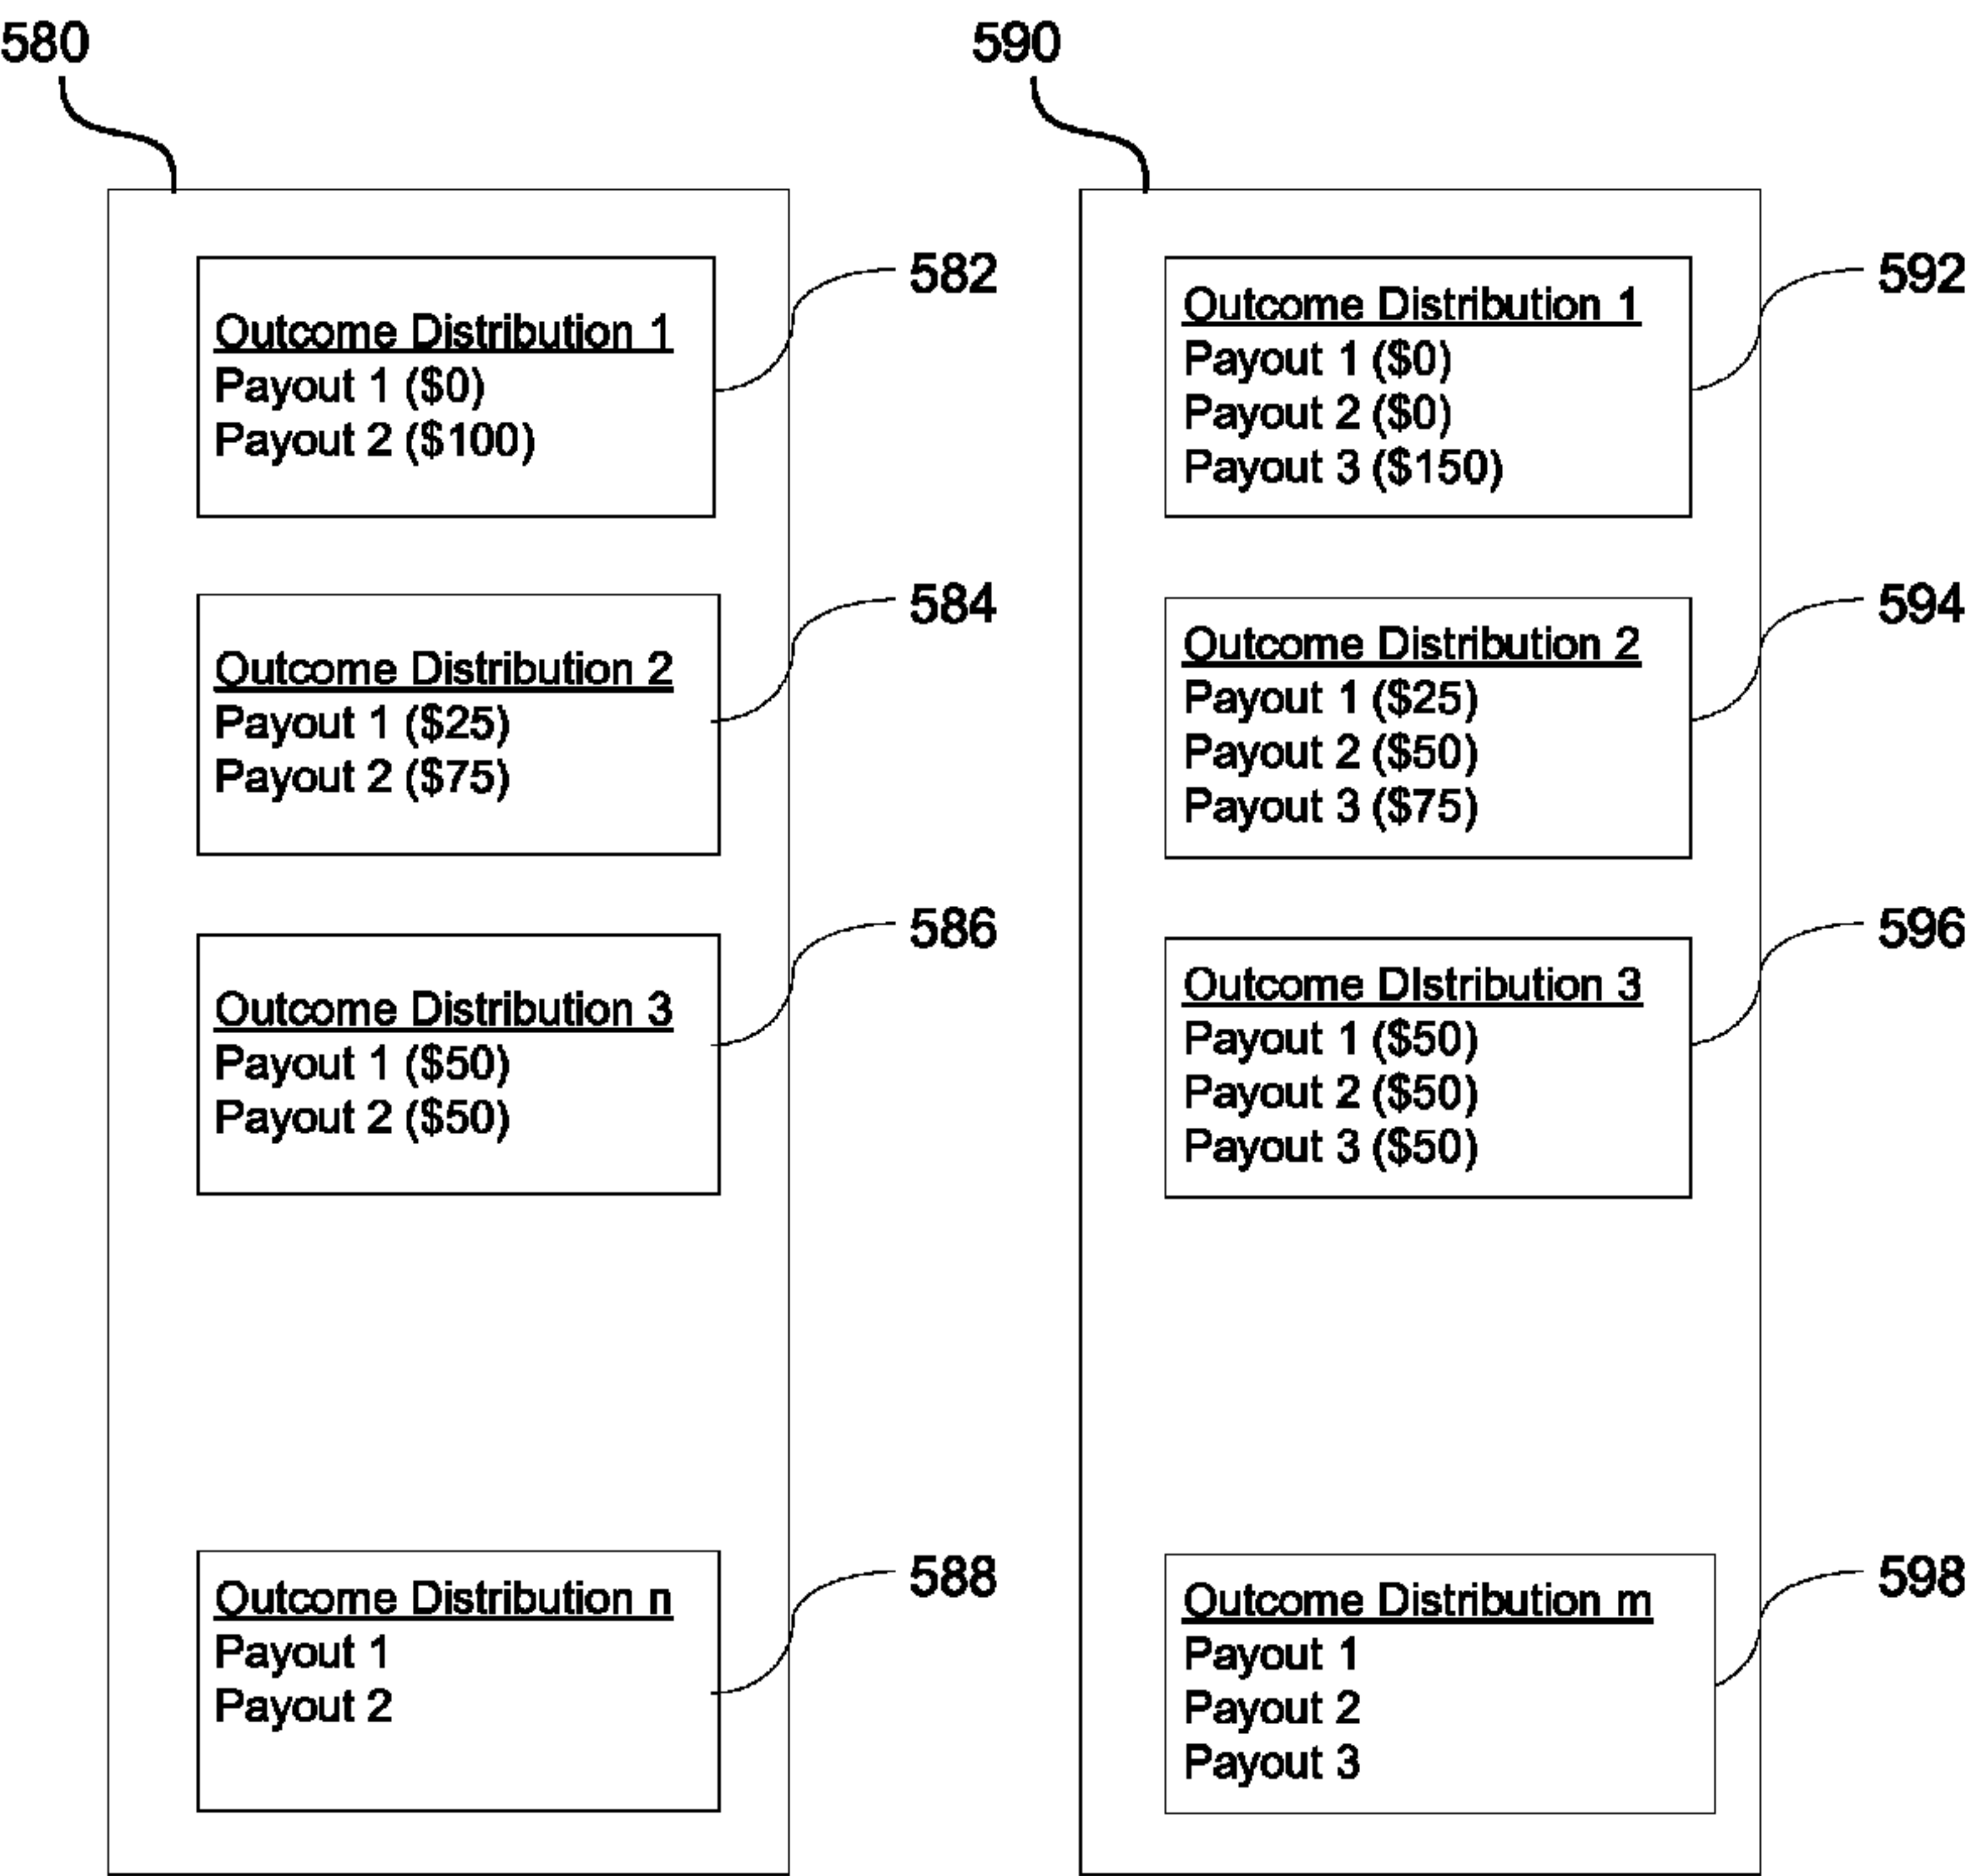 580
590
582
Outcome Distribution 1
Payout 1 ($0)
Payout 2 ($100)
592
Outcome Distribution 1
Payout 1 ($0)
Payout 2 ($0)
Payout 3 ($150)
584
Outcome Distribution 2
Payout 1 ($25)
Payout 2 ($75)
594
Outcome Distribution 2
Payout 1 ($25)
Payout 2 ($50)
Payout 3 ($75)
586
Outcome Distribution 3
Payout 1 ($50)
Payout 2 ($50)
596
Outcome DIstribution 3
Payout 1 ($50)
Payout 2 ($50)
Payout 3 ($50)
588
Outcome Distribution n
Payout 1
Payout 2
598
Outcome Distribution m
Payout 1
Payout 2
Payout 3